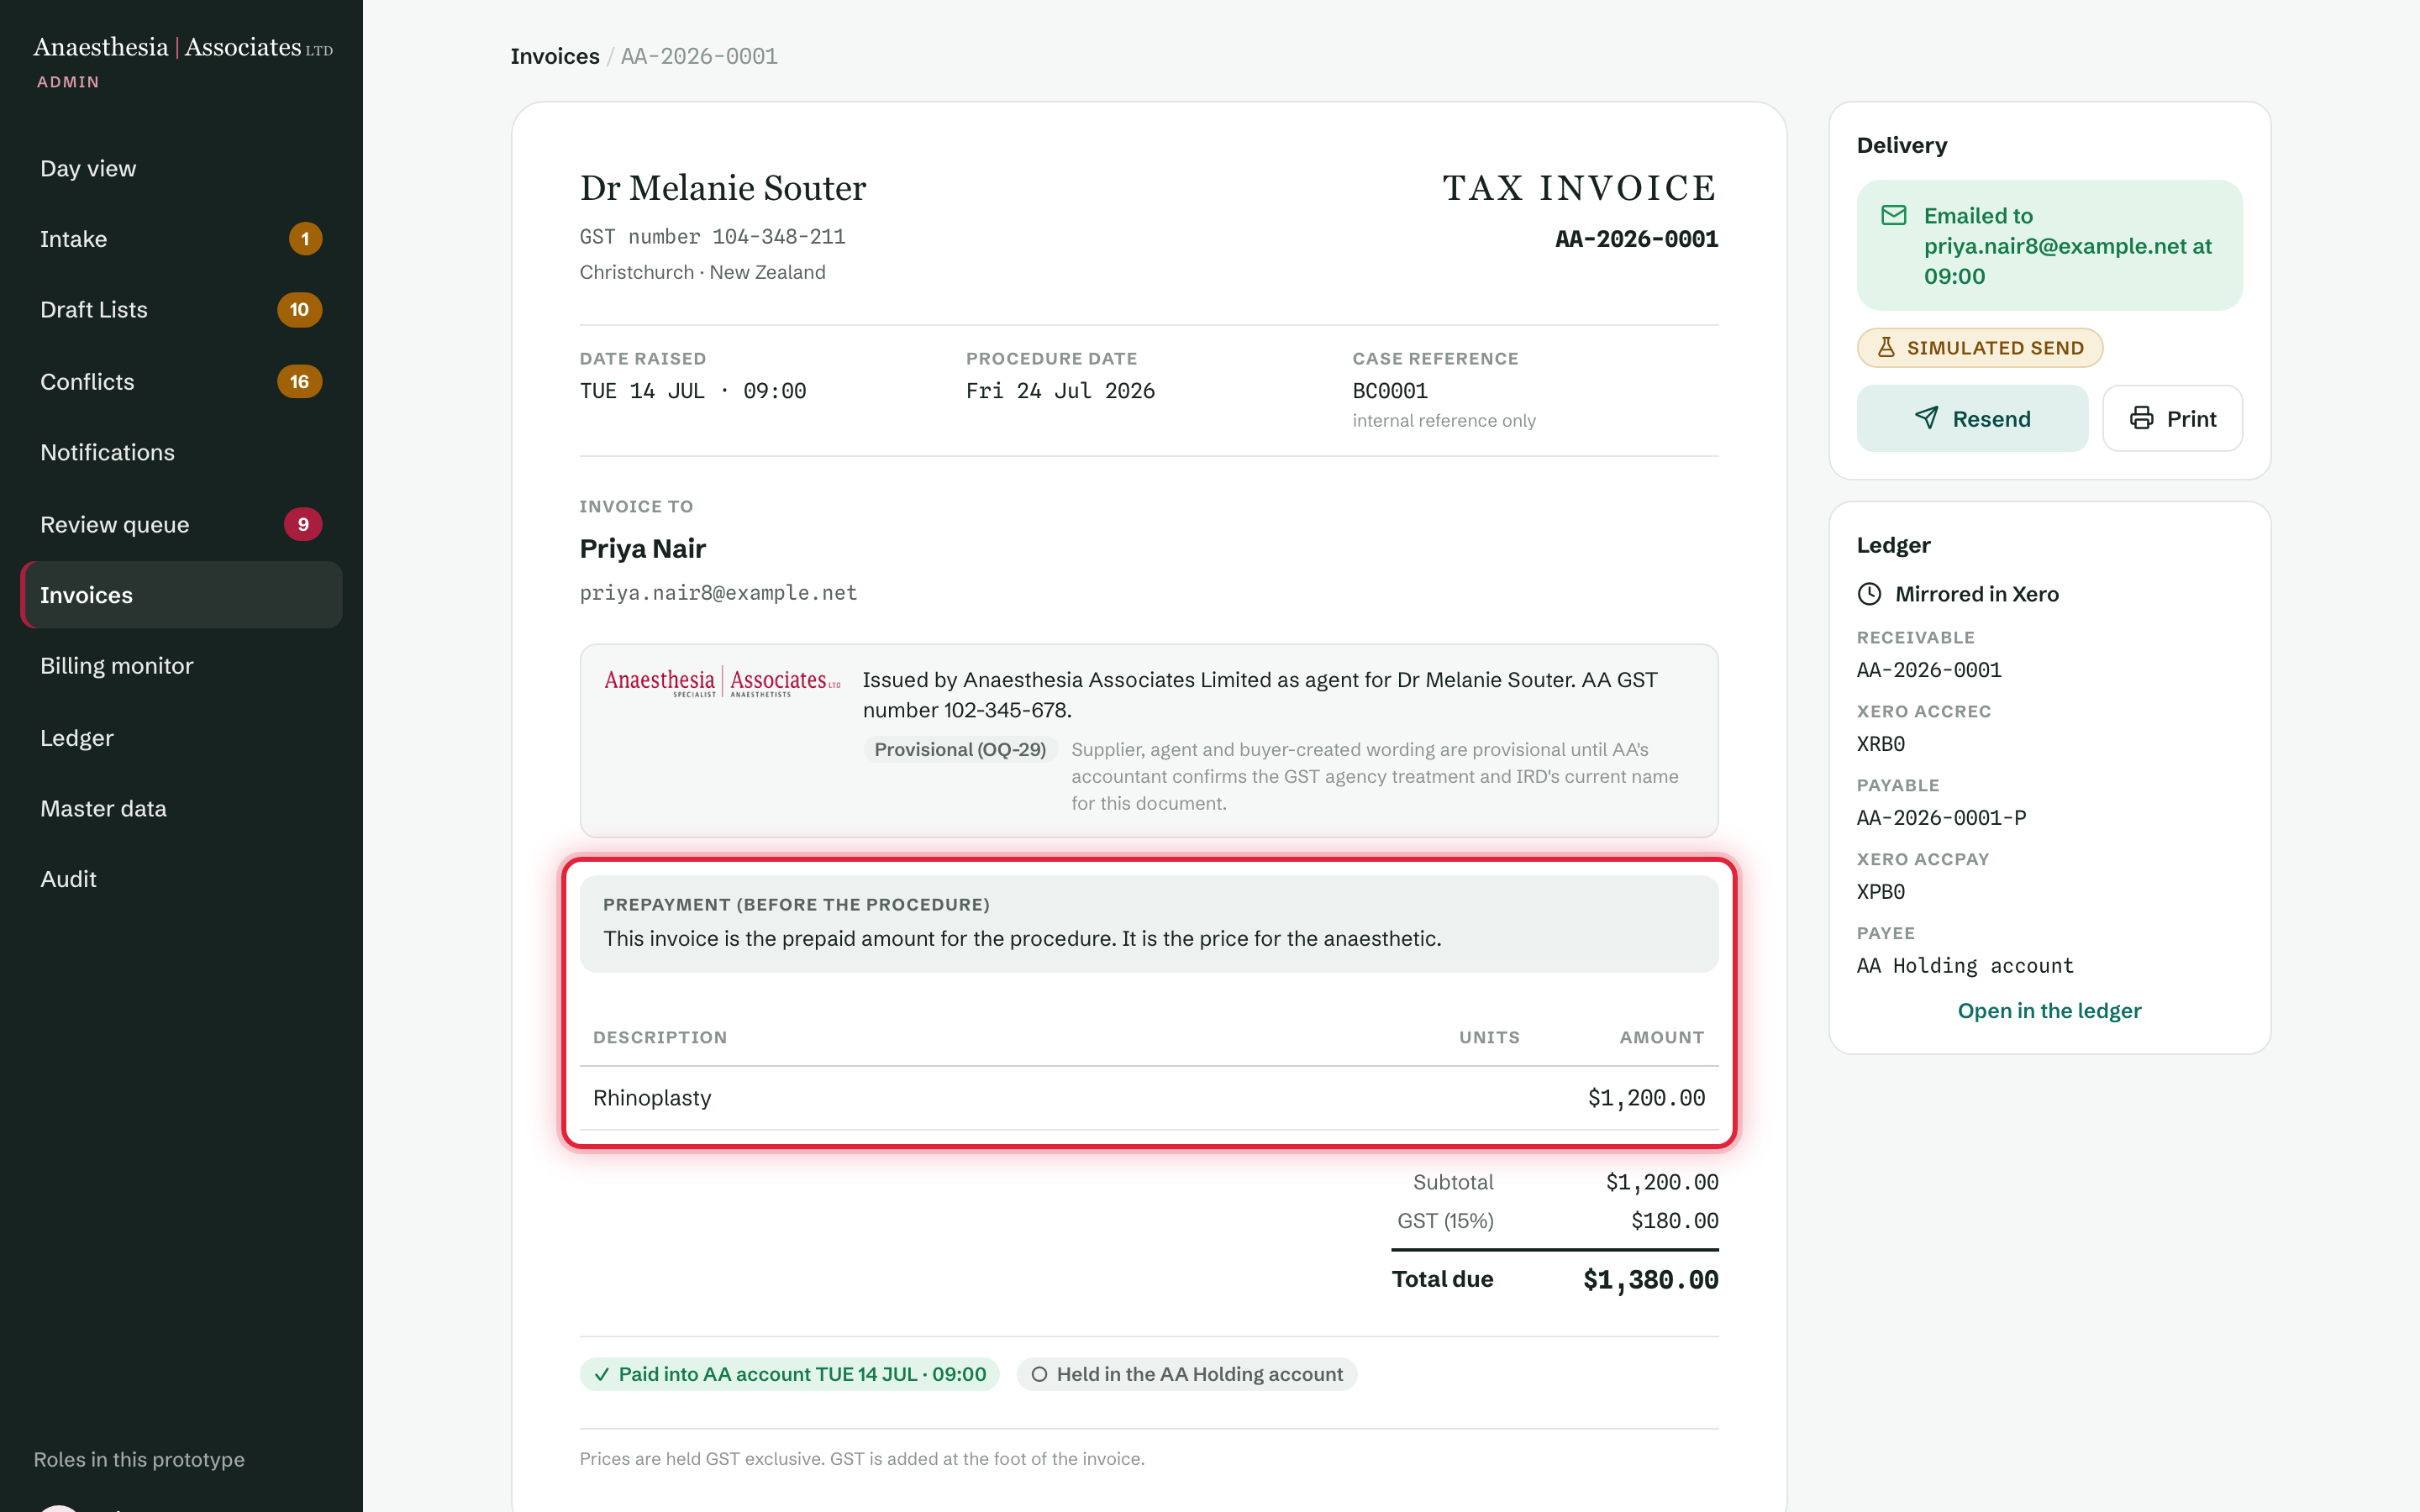 Anaesthesia | Associates LTD
ADMIN
Day view
Intake 1
Draft Lists 10
Conflicts 16
Notifications
Review queue 9
Invoices
Billing monitor
Ledger
Master data
Audit
Roles in this prototype
Invoices / AA-2026-0001
Dr Melanie Souter
GST number 104-348-211
Christchurch · New Zealand
TAX INVOICE
AA-2026-0001
DATE RAISED
TUE 14 JUL · 09:00
PROCEDURE DATE
Fri 24 Jul 2026
CASE REFERENCE
BC0001
internal reference only
INVOICE TO
Priya Nair
priya.nair8@example.net
Anaesthesia | Associates LTD
SPECIALIST ANAESTHETISTS
Issued by Anaesthesia Associates Limited as agent for Dr Melanie Souter. AA GST
number 102-345-678.
Provisional (OQ-29)
Supplier, agent and buyer-created wording are provisional until AA's
accountant confirms the GST agency treatment and IRD's current name
for this document.
PREPAYMENT (BEFORE THE PROCEDURE)
This invoice is the prepaid amount for the procedure. It is the price for the anaesthetic.
DESCRIPTION UNITS AMOUNT
Rhinoplasty $1,200.00
Subtotal $1,200.00
GST (15%) $180.00
Total due $1,380.00
Paid into AA account TUE 14 JUL · 09:00
Held in the AA Holding account
Prices are held GST exclusive. GST is added at the foot of the invoice.
Delivery
Emailed to
priya.nair8@example.net at
09:00
SIMULATED SEND
Resend
Print
Ledger
Mirrored in Xero
RECEIVABLE
AA-2026-0001
XERO ACCREC
XRB0
PAYABLE
AA-2026-0001-P
XERO ACCPAY
XPB0
PAYEE
AA Holding account
Open in the ledger